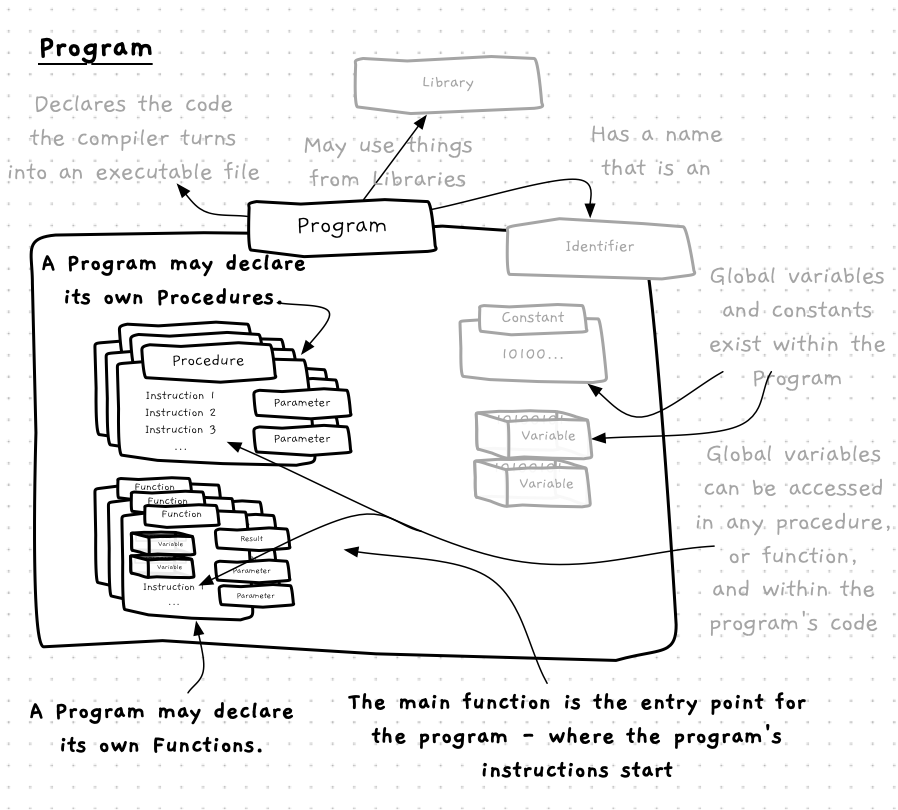 Program
Library
Declares the code
the compiler turns
into an executable file
May use things
from Libraries
Has a name
that is an
Program
Identifier
A Program may declare
its own Procedures.
Global variables
and constants
exist within the
Program
Constant
10100...
Procedure
Instruction 1
Instruction 2
Instruction 3
...
Parameter
Parameter
Variable
Variable
Global variables
can be accessed
in any procedure,
or function,
and within the
program's code
Function
Function
Function
Variable
Variable
Instruction 1
...
Result
Parameter
Parameter
A Program may declare
its own Functions.
The main function is the entry point for
the program - where the program's
instructions start